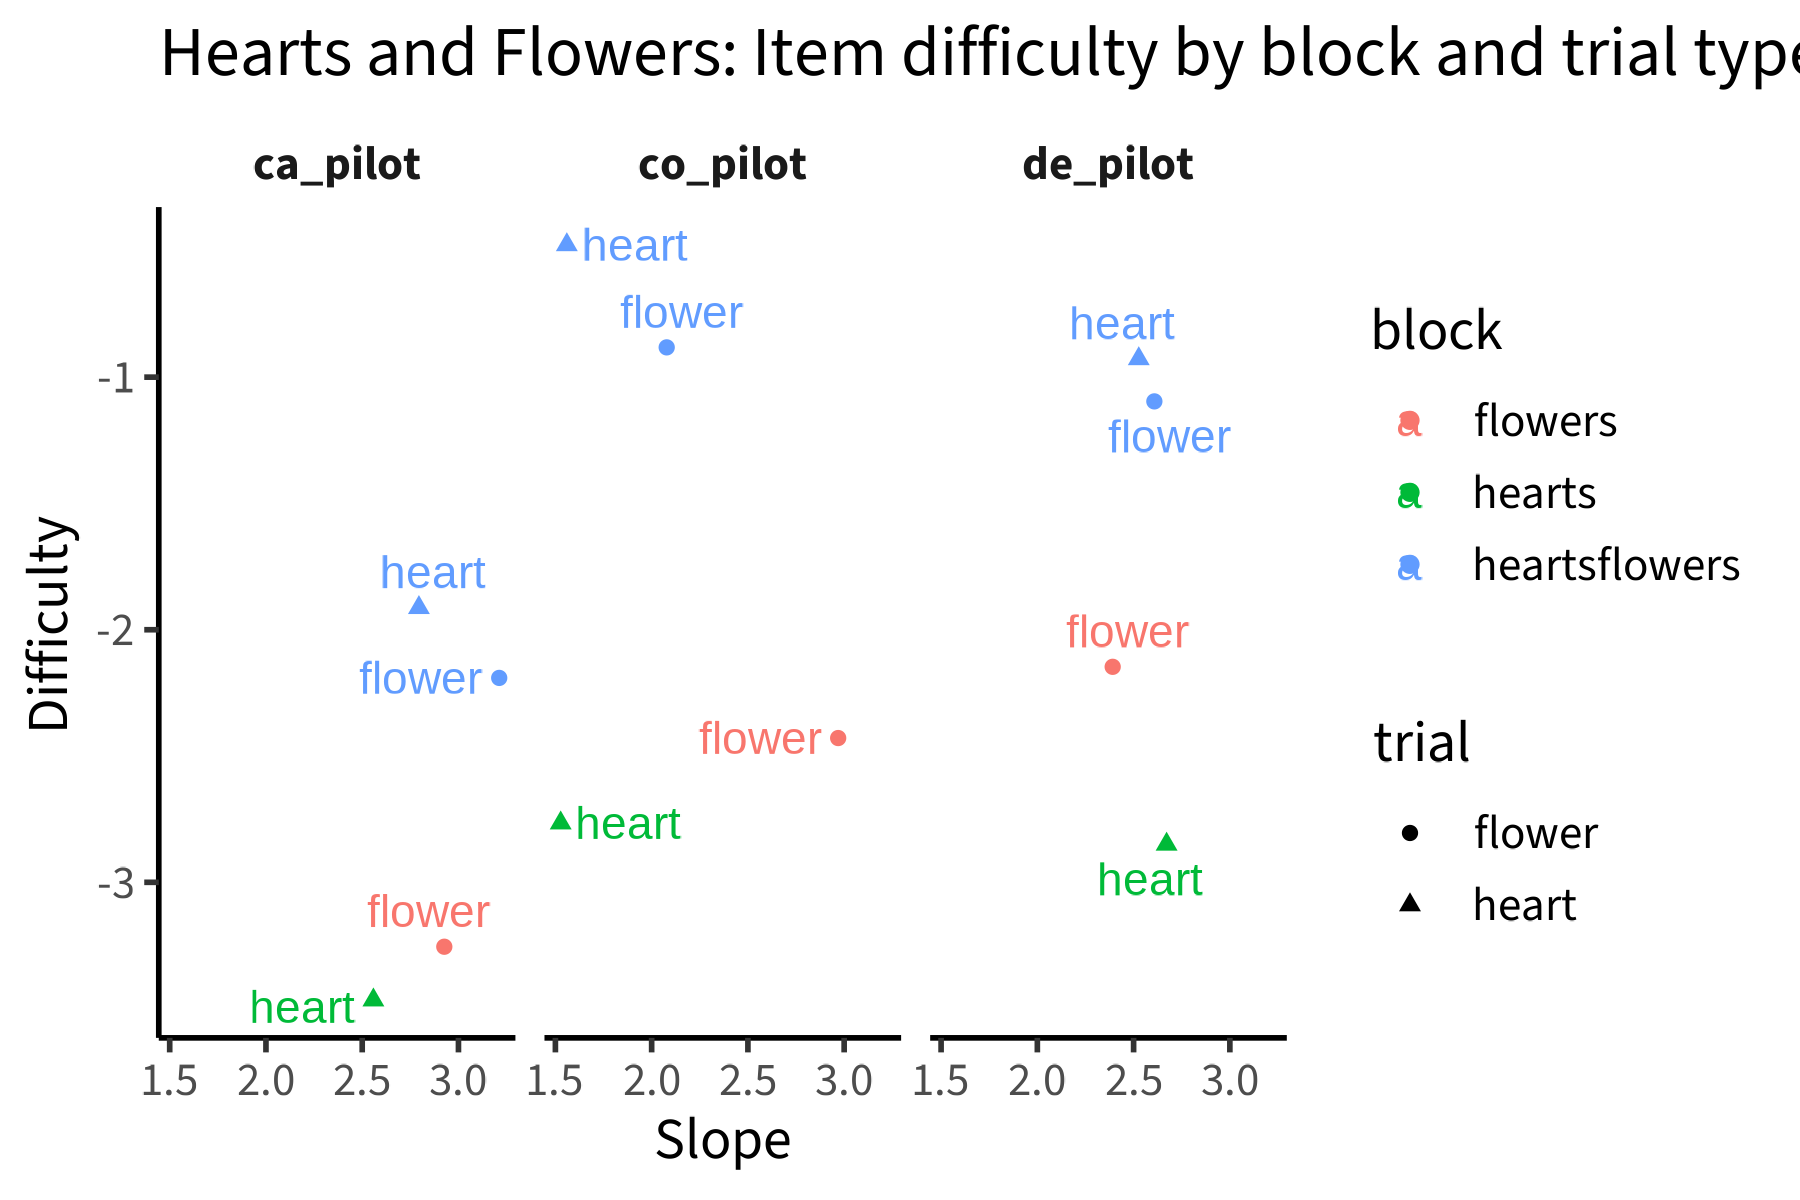 Hearts and Flowers: Item difficulty by block and trial type
ca_pilot
co_pilot
de_pilot
Difficulty
-1
-2
-3
heart
flower
flower
heart
heart
flower
flower
heart
heart
flower
flower
heart
1.5 2.0 2.5 3.0
1.5 2.0 2.5 3.0
1.5 2.0 2.5 3.0
Slope
block
a flowers
a hearts
a heartsflowers
trial
flower
heart